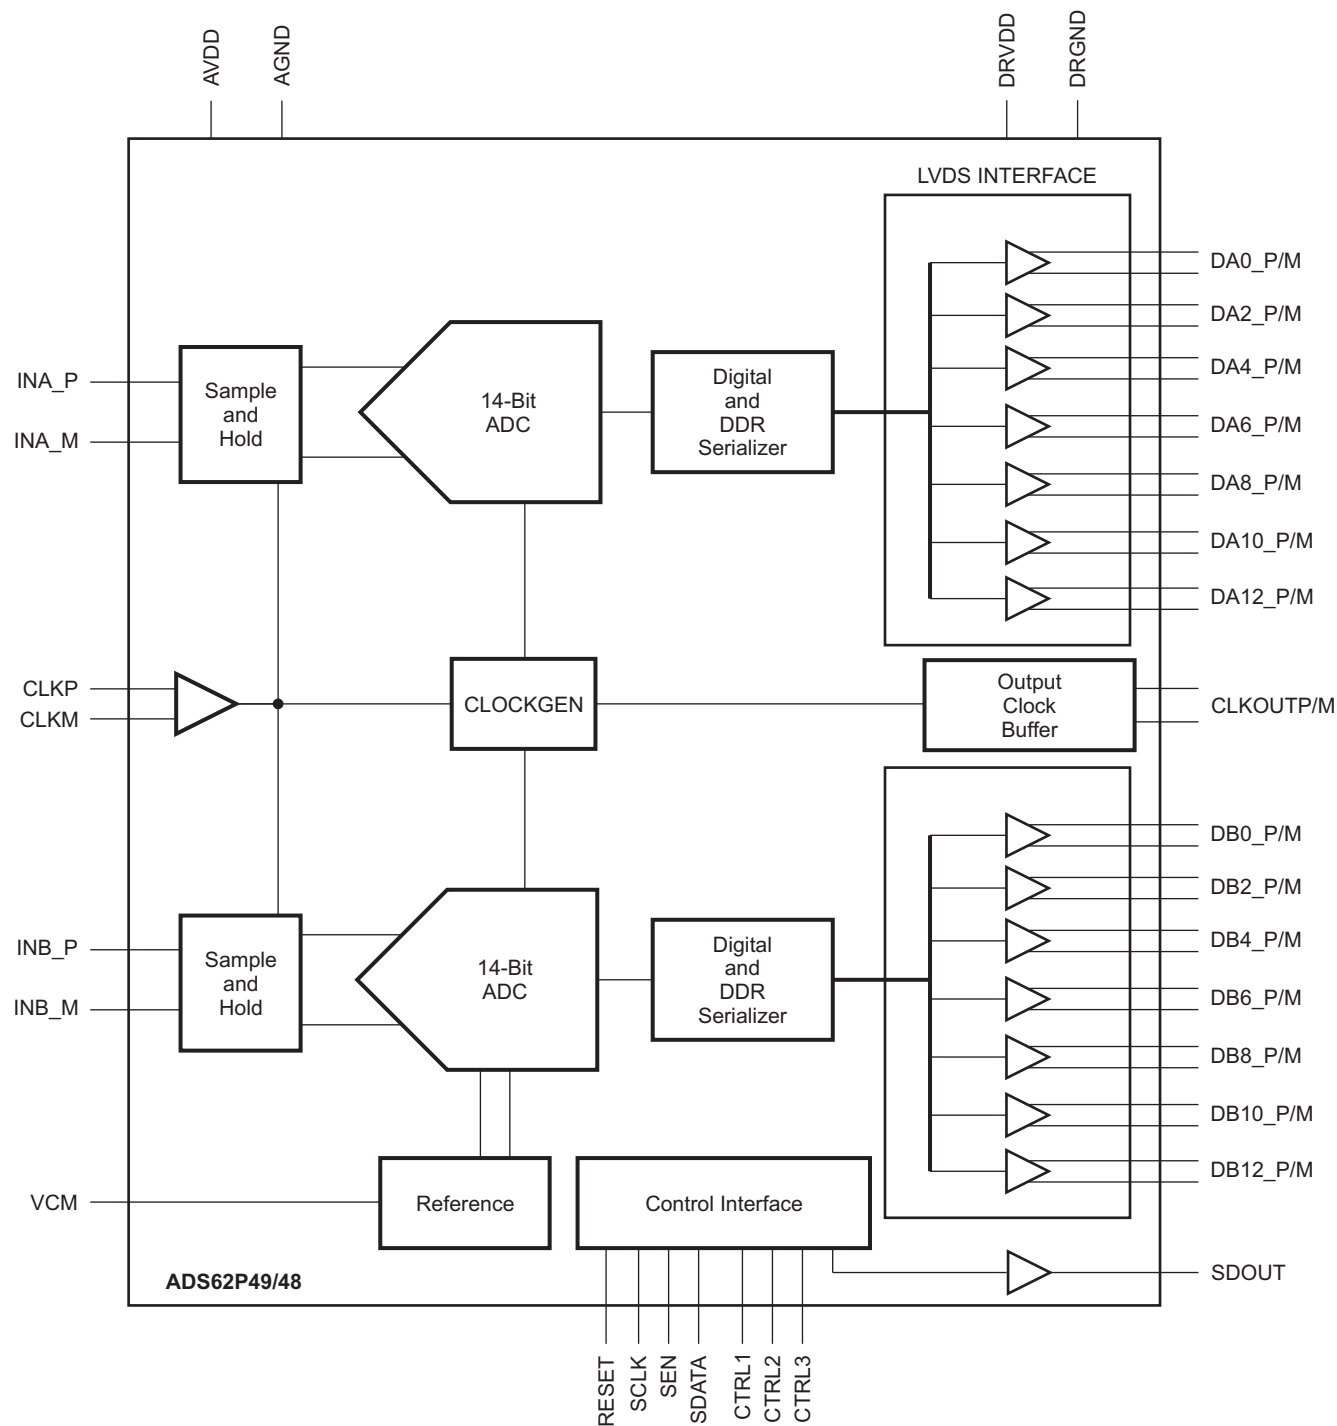 AVDD
AGND
DRVDD
DRGND
LVDS INTERFACE
DA0_P/M
DA2_P/M
DA4_P/M
DA6_P/M
DA8_P/M
DA10_P/M
DA12_P/M
INA_P
INA_M
Sample
and
Hold
14-Bit
ADC
Digital
and
DDR
Serializer
CLKP
CLKM
CLOCKGEN
Output
Clock
Buffer
CLKOUTP/M
DB0_P/M
DB2_P/M
DB4_P/M
DB6_P/M
DB8_P/M
DB10_P/M
DB12_P/M
INB_P
INB_M
Sample
and
Hold
14-Bit
ADC
Digital
and
DDR
Serializer
VCM
Reference
Control Interface
SDOUT
ADS62P49/48
RESET
SCLK
SEN
SDATA
CTRL1
CTRL2
CTRL3